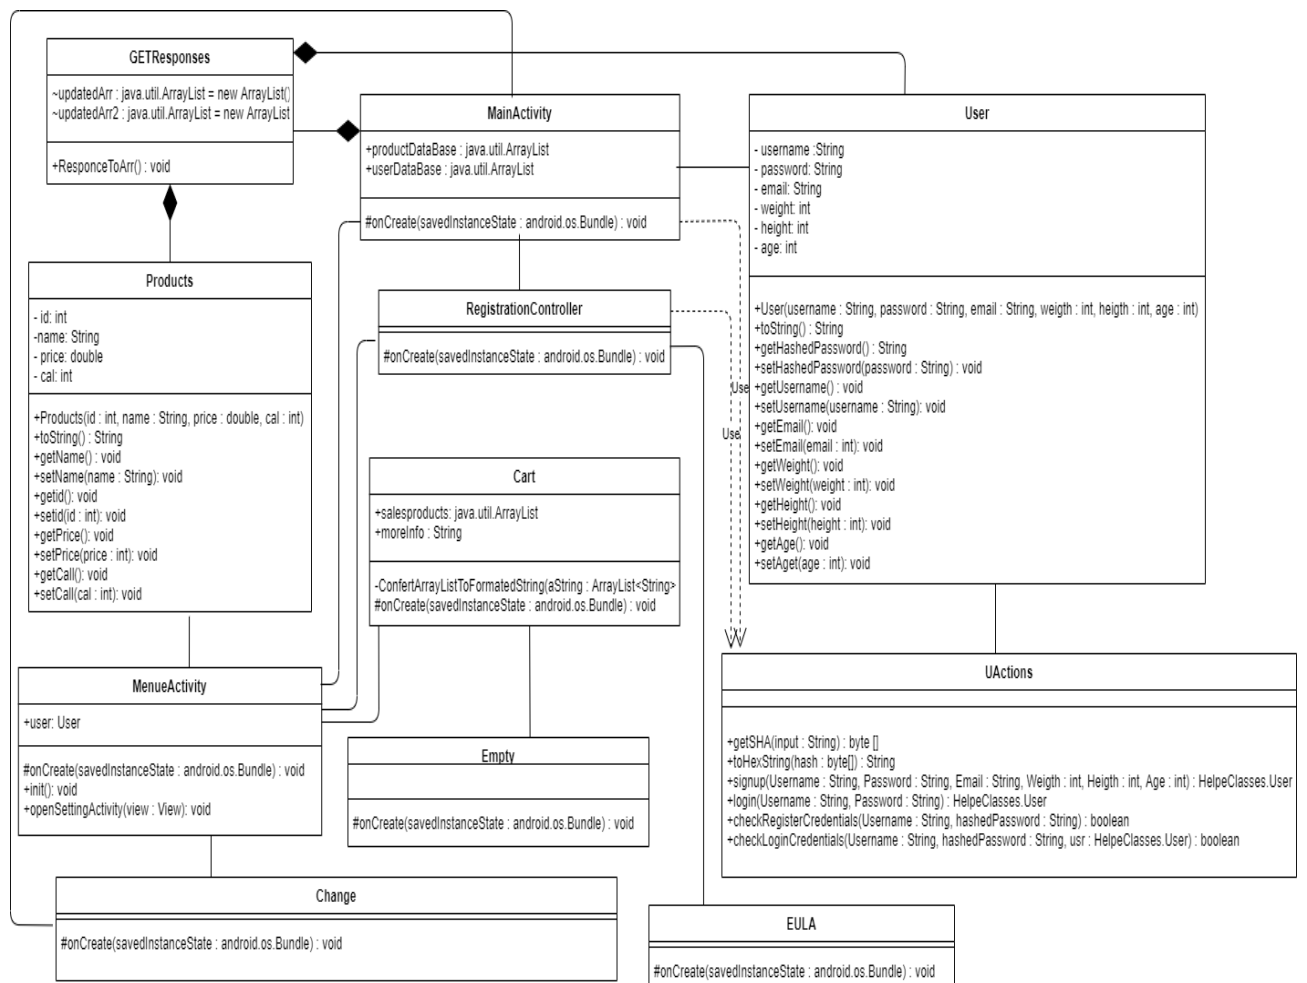 GETResponses
~updatedArr : java.util.ArrayList = new ArrayList()
~updatedArr2 : java.util.ArrayList = new ArrayList
+ResponceToArr() : void
MainActivity
+productDataBase : java.util.ArrayList
+userDataBase : java.util.ArrayList
#onCreate(savedInstanceState : android.os.Bundle) : void
User
- username :String
- password: String
- email: String
- weight: int
- height: int
- age: int
+User(username : String, password : String, email : String, weigth : int, heigth : int, age : int)
+toString() : String
+getHashedPassword() : String
+setHashedPassword(password : String) : void
+getUsername() : void
+setUsername(username : String): void
+getEmail(): void
+setEmail(email : int): void
+getWeight(): void
+setWeight(weight : int): void
+getHeight(): void
+setHeight(height : int): void
+getAge(): void
+setAget(age : int): void
Products
- id: int
-name: String
- price: double
- cal: int
+Products(id : int, name : String, price : double, cal : int)
+toString() : String
+getName() : void
+setName(name : String): void
+getid(): void
+setid(id : int): void
+getPrice(): void
+setPrice(price : int): void
+getCall(): void
+setCall(cal : int): void
RegistrationController
#onCreate(savedInstanceState : android.os.Bundle) : void
Use
Use
Cart
+salesproducts: java.util.ArrayList
+moreInfo : String
-ConfertArrayListToFormatedString(aString : ArrayList<String>
#onCreate(savedInstanceState : android.os.Bundle) : void
MenueActivity
+user: User
#onCreate(savedInstanceState : android.os.Bundle) : void
+init(): void
+openSettingActivity(view : View): void
Empty
#onCreate(savedInstanceState : android.os.Bundle) : void
UActions
+getSHA(input : String) : byte []
+toHexString(hash : byte[]) : String
+signup(Username : String, Password : String, Email : String, Weigth : int, Heigth : int, Age : int) : HelpeClasses.User
+login(Username : String, Password : String) : HelpeClasses.User
+checkRegisterCredentials(Username : String, hashedPassword : String) : boolean
+checkLoginCredentials(Username : String, hashedPassword : String, usr : HelpeClasses.User) : boolean
Change
#onCreate(savedInstanceState : android.os.Bundle) : void
EULA
#onCreate(savedInstanceState : android.os.Bundle) : void